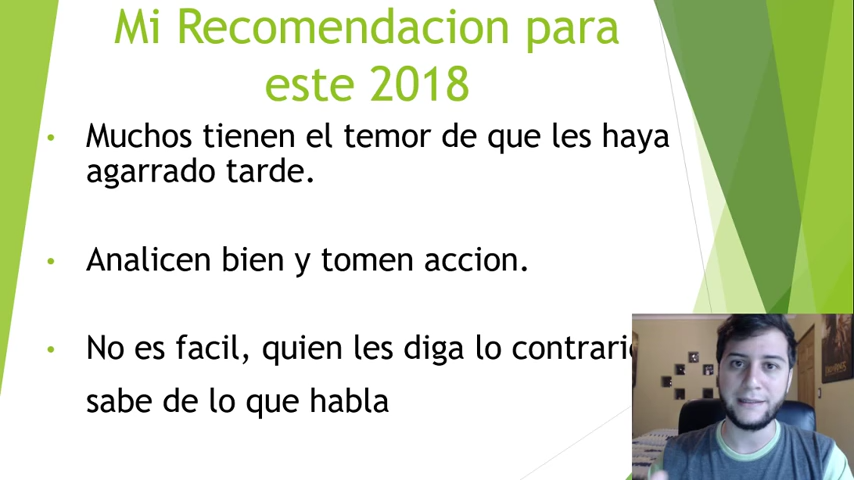 Mi Recomendacion para
este 2018
Muchos tienen el temor de que les haya
agarrado tarde.
Analicen bien y tomen accion.
No es facil, quien les diga lo
sabe de lo que habla